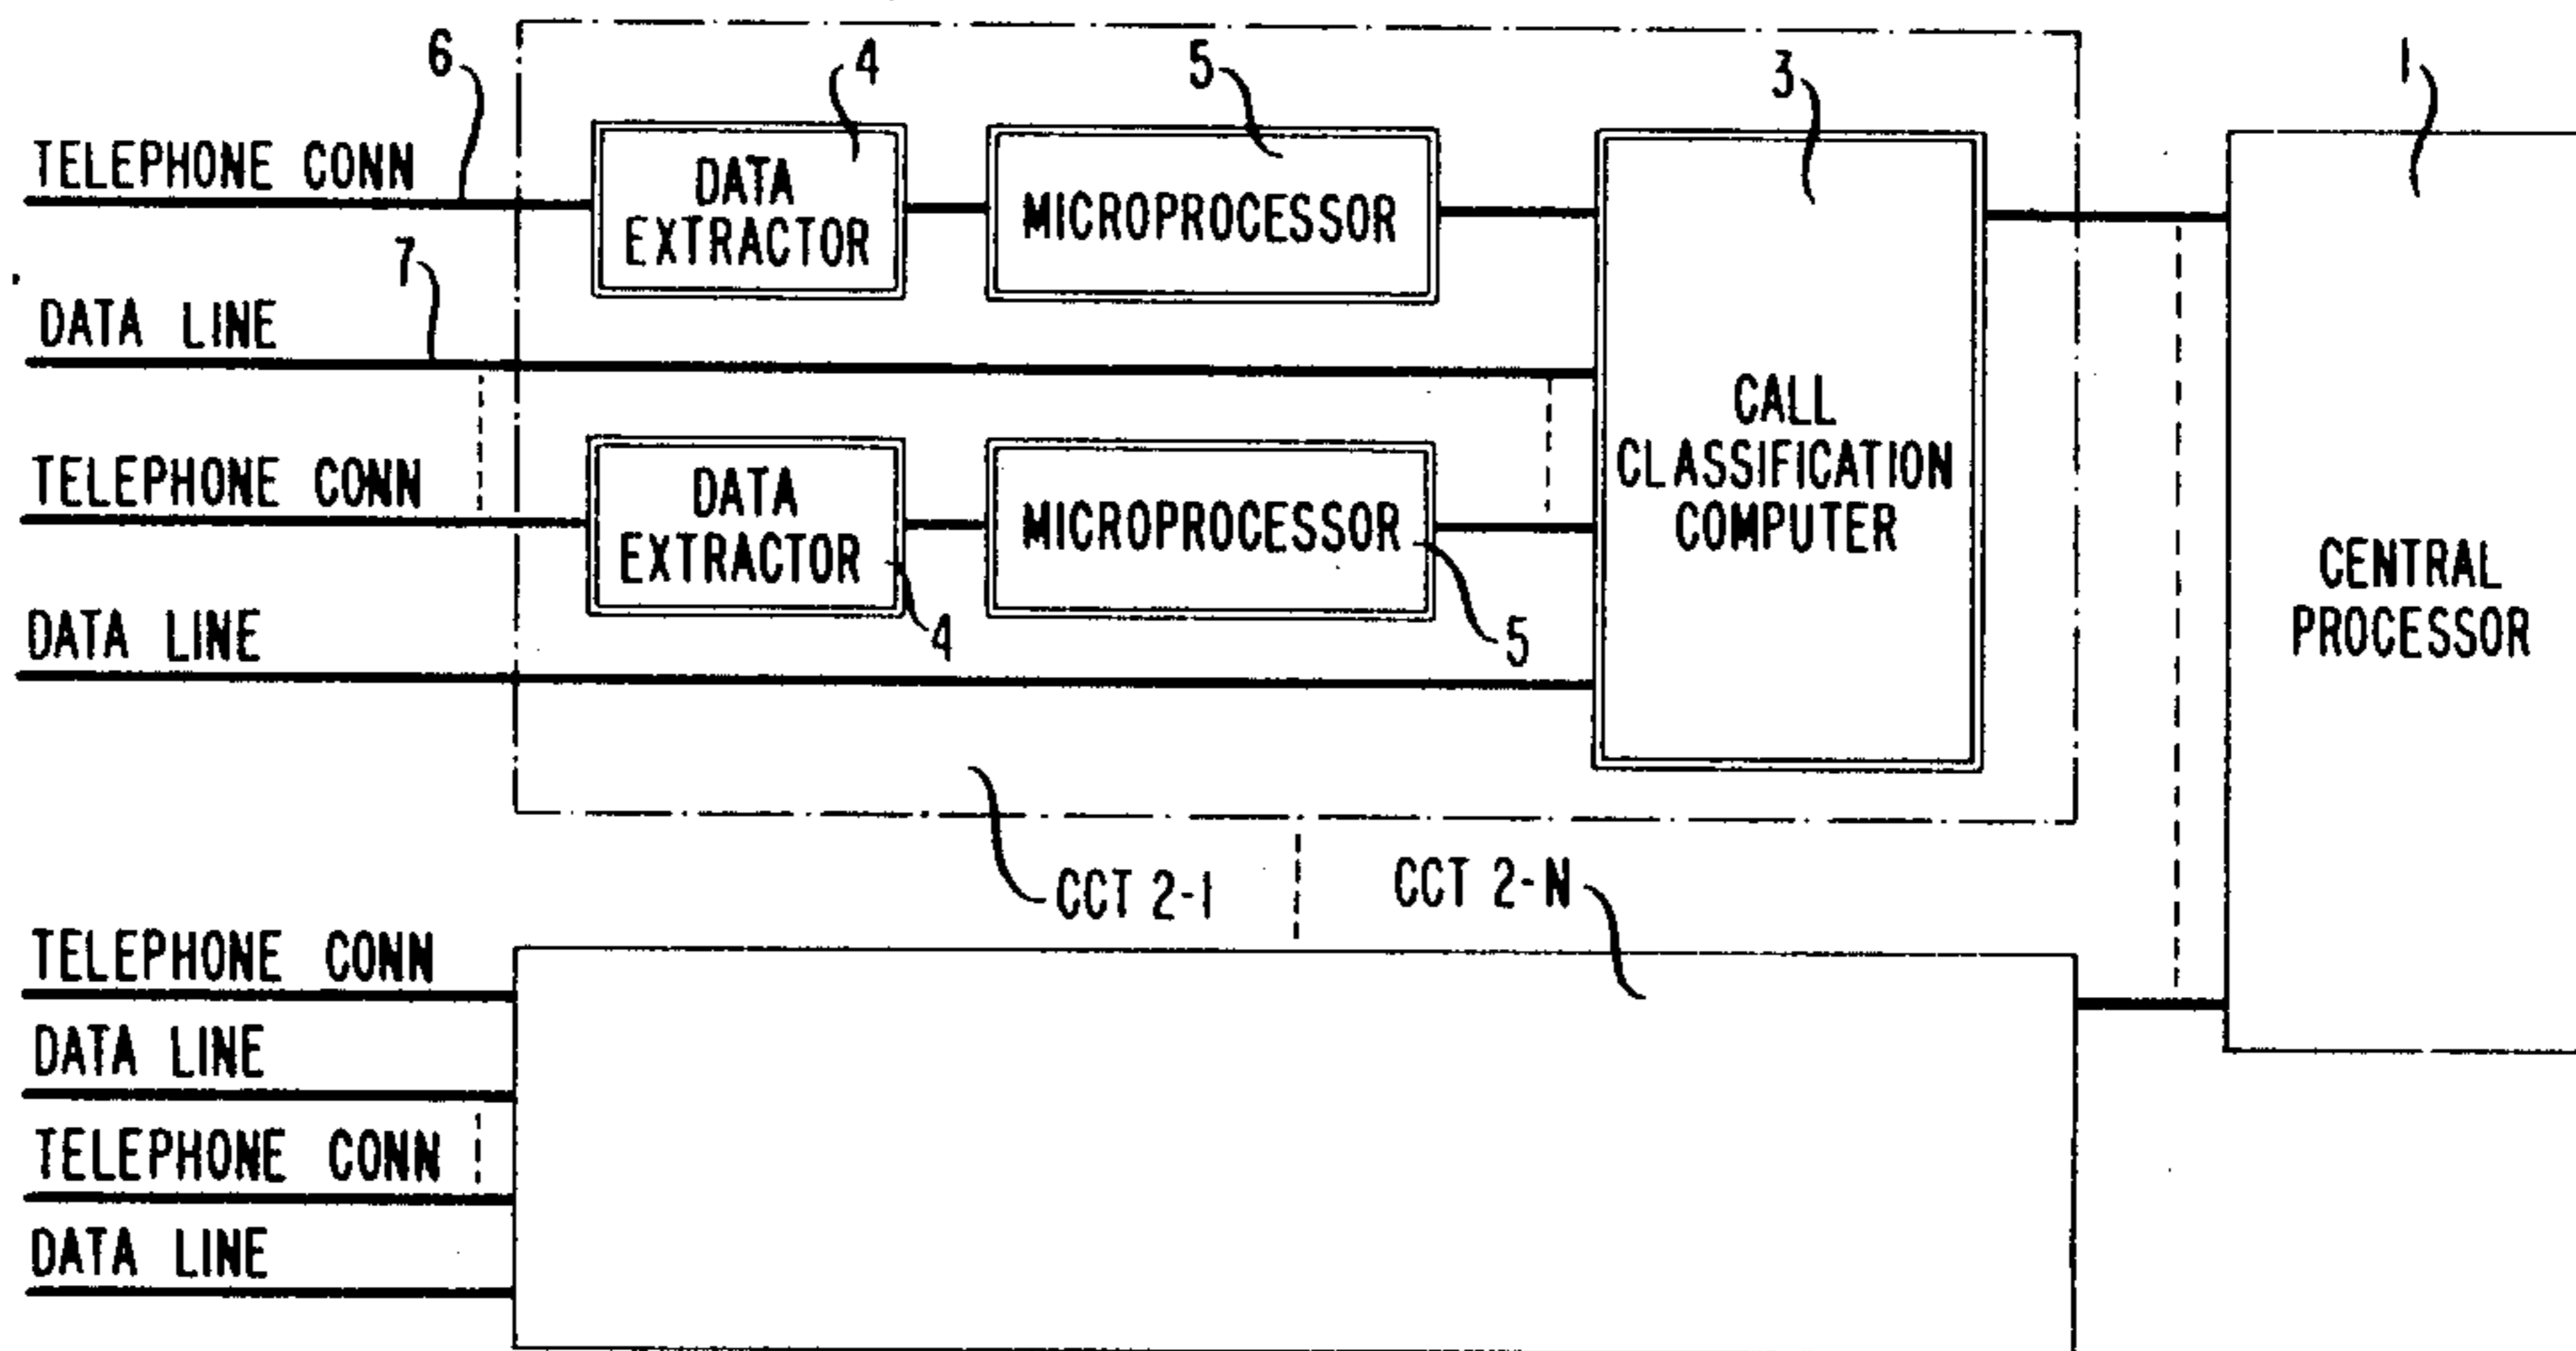 6
4
5
3
1
TELEPHONE CONN
DATA
EXTRACTOR
MICROPROCESSOR
7
DATA LINE
CALL
CLASSIFICATION
COMPUTER
TELEPHONE CONN
DATA
EXTRACTOR
MICROPROCESSOR
CENTRAL
PROCESSOR
DATA LINE
4
5
CCT 2-1
CCT 2-N
TELEPHONE CONN
DATA LINE
TELEPHONE CONN
DATA LINE